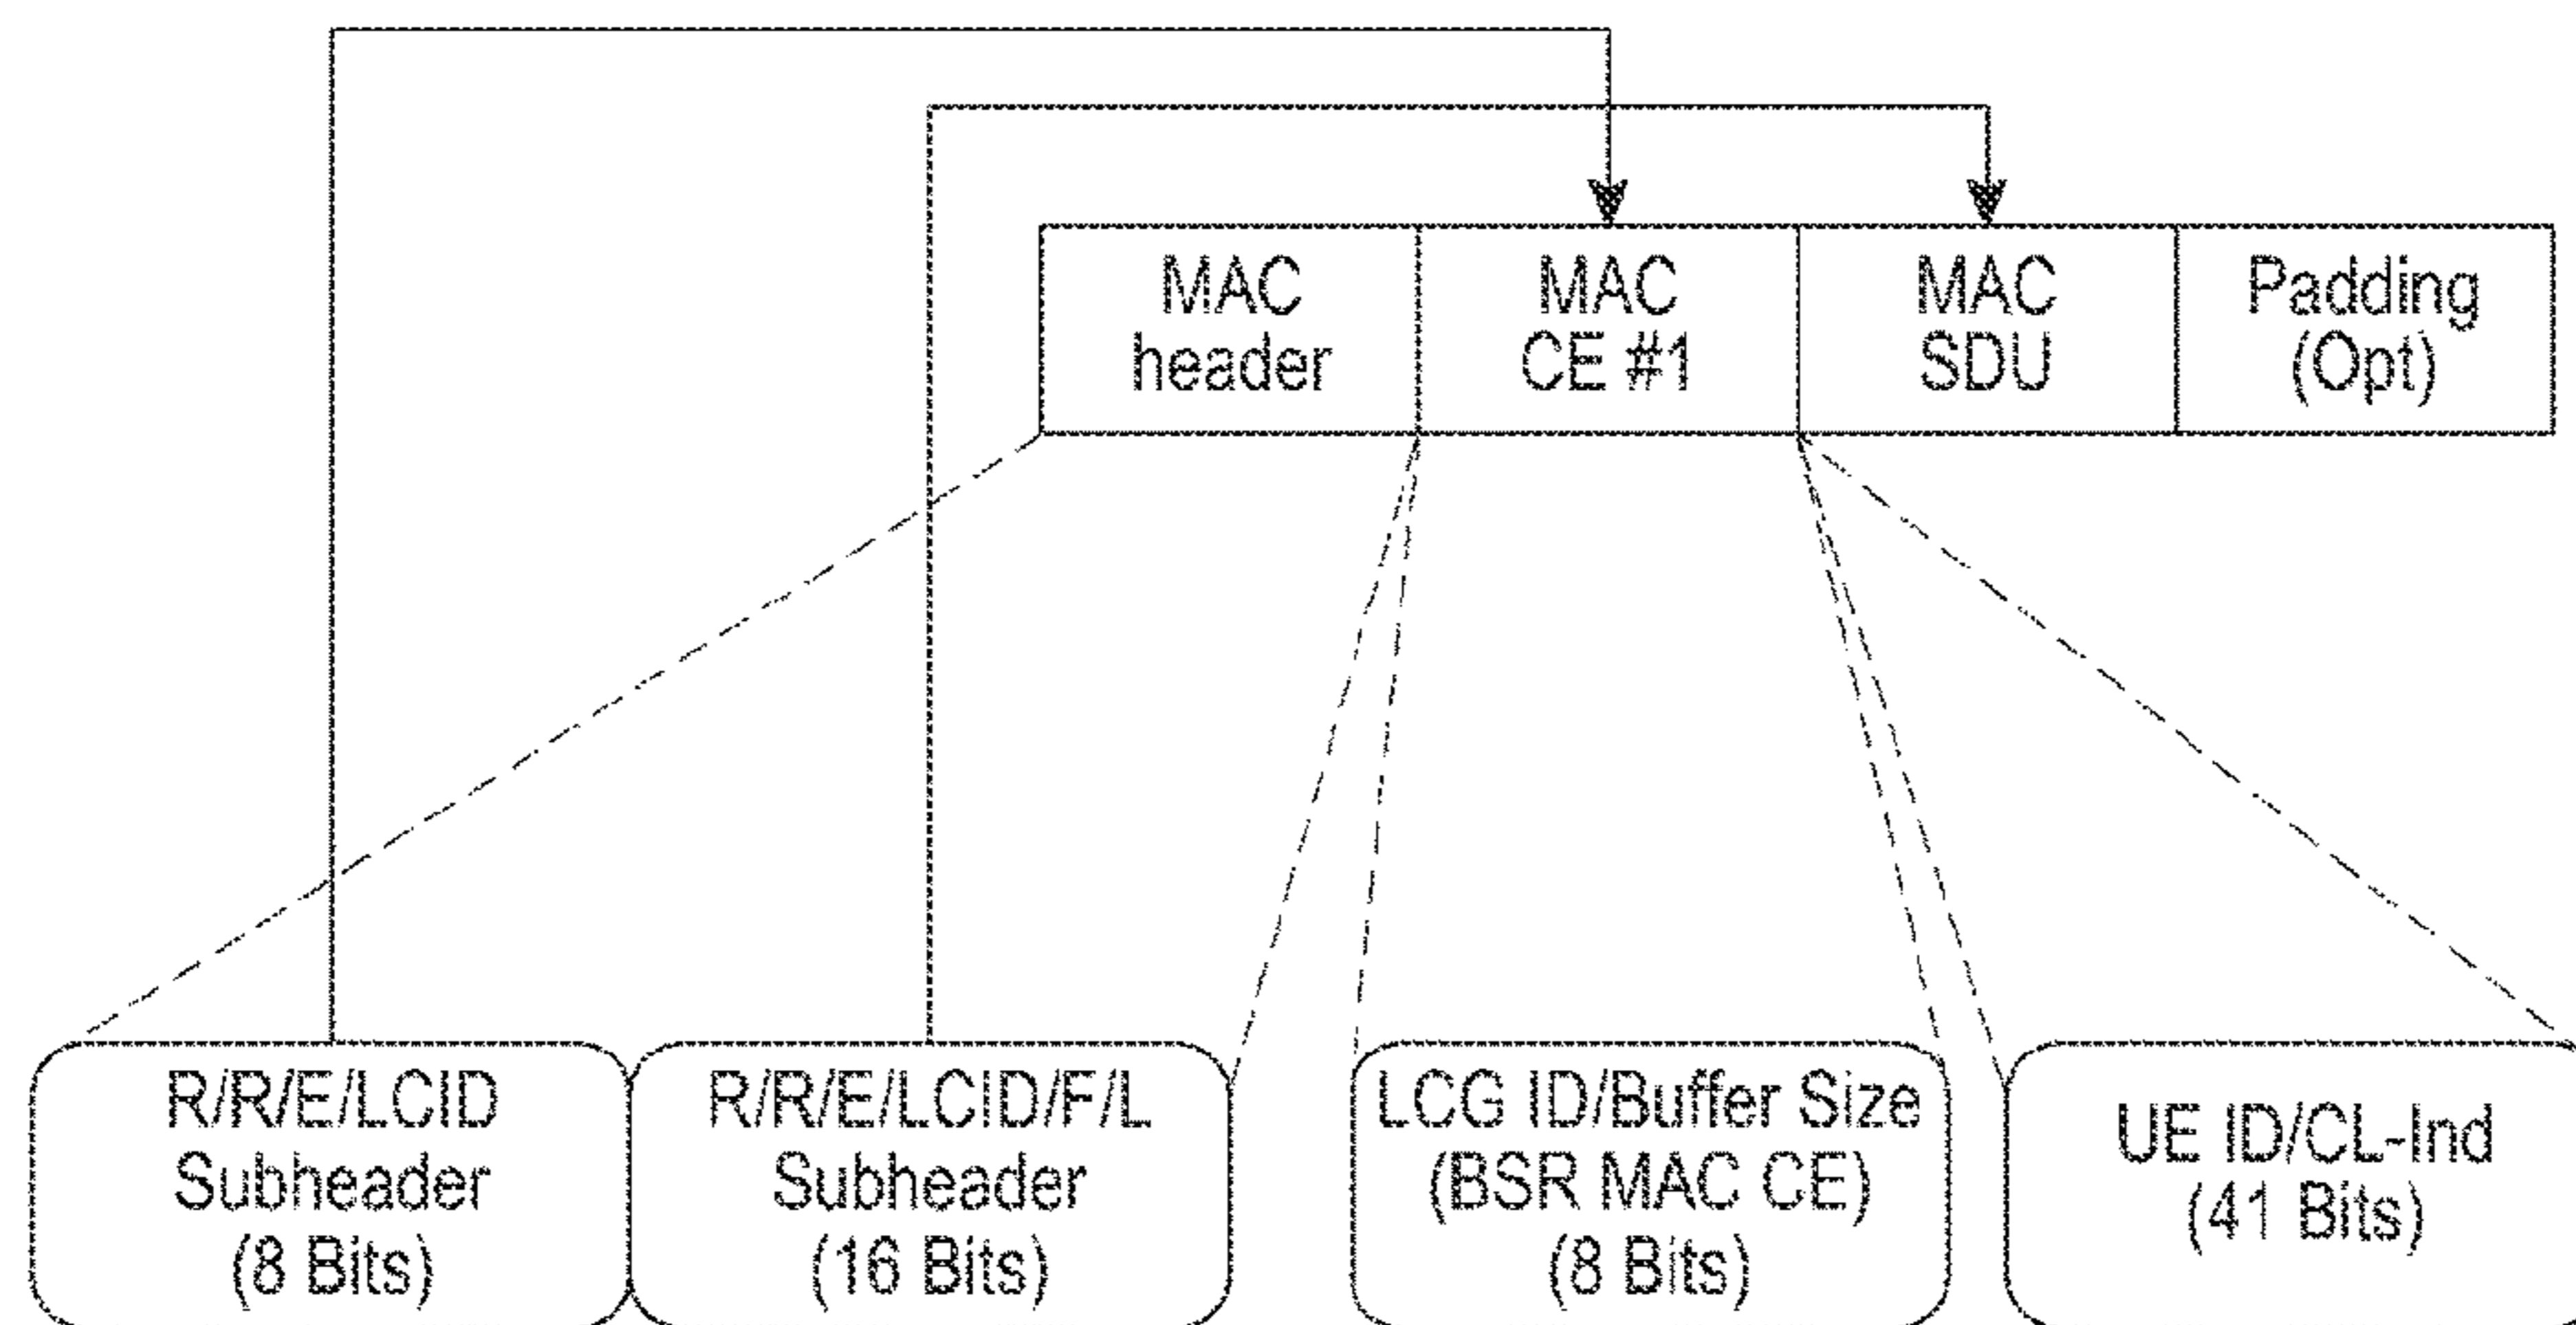 MAC
header
MAC
CE #1
MAC
SDU
Padding
(Opt)
R/R/E/LCID
Subheader
(8 Bits)
R/R/E/LCID/F/L
Subheader
(16 Bits)
LCG ID/Buffer Size
(BSR MAC CE)
(8 Bits)
UE ID/CL-Ind
(41 Bits)